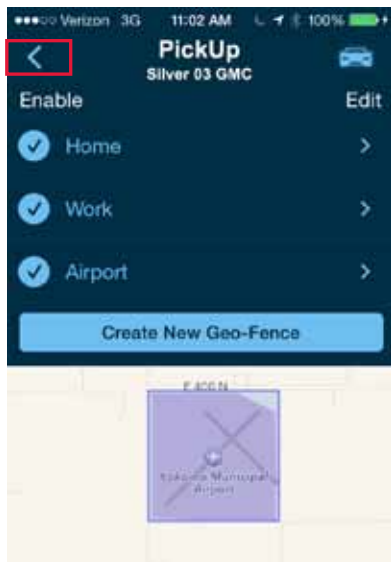 Verizon 3G 11:02 AM 100%
PickUp
Silver 03 GMC
Enable Edit
Home
Work
Airport
Create New Geo-Fence
E 400 N
Kokomo Municipal
Airport